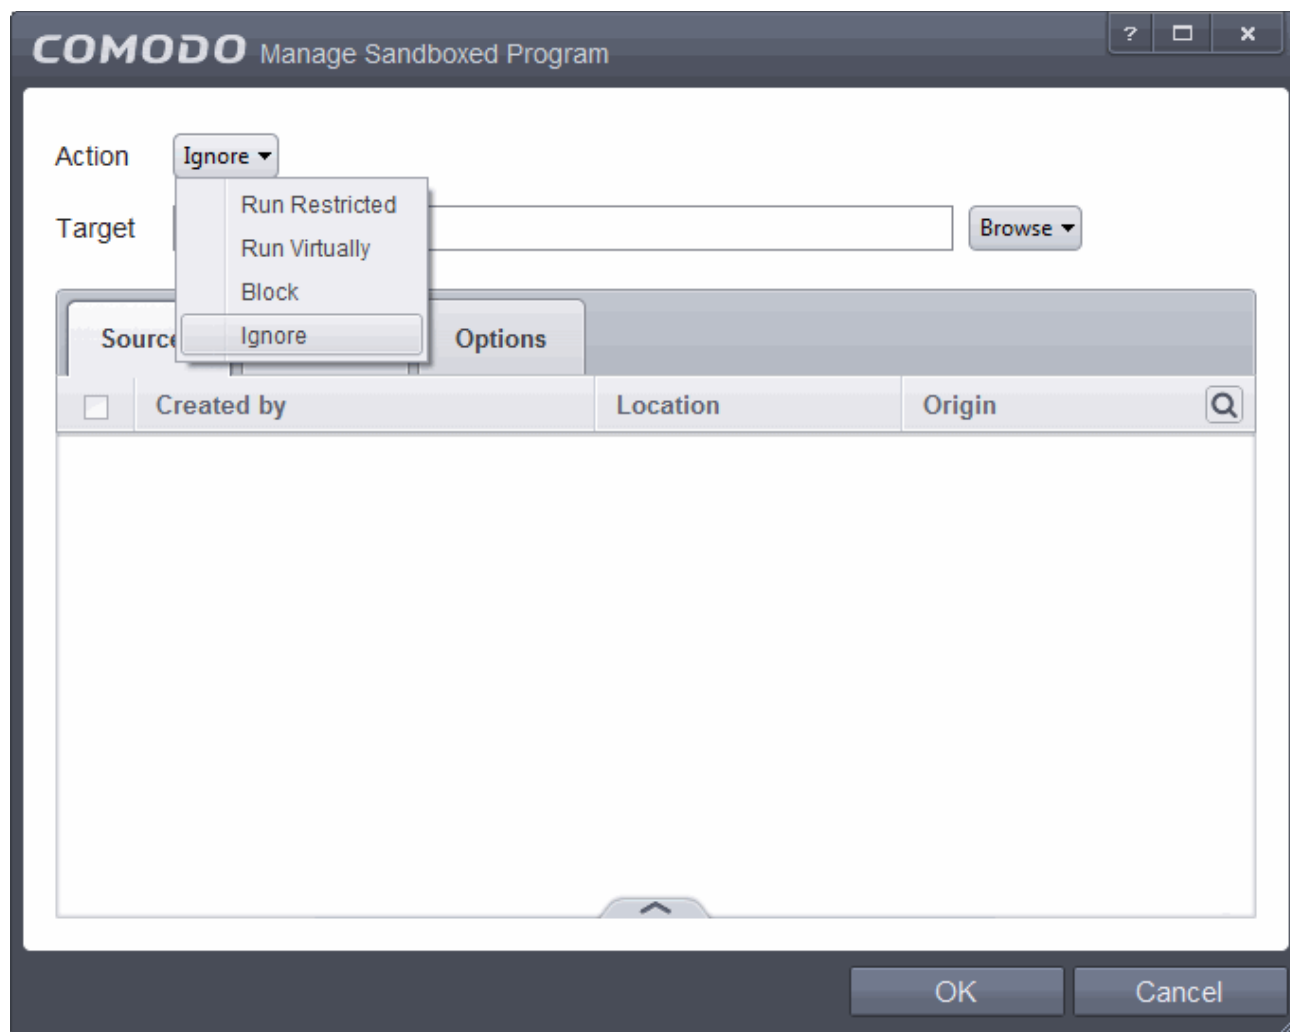 COMODO Manage Sandboxed Program ?
Action Ignore
Run Restricted
Target Browse
Run Virtually
Block
Ignore
Options
Created by Location Origin
OK Cancel